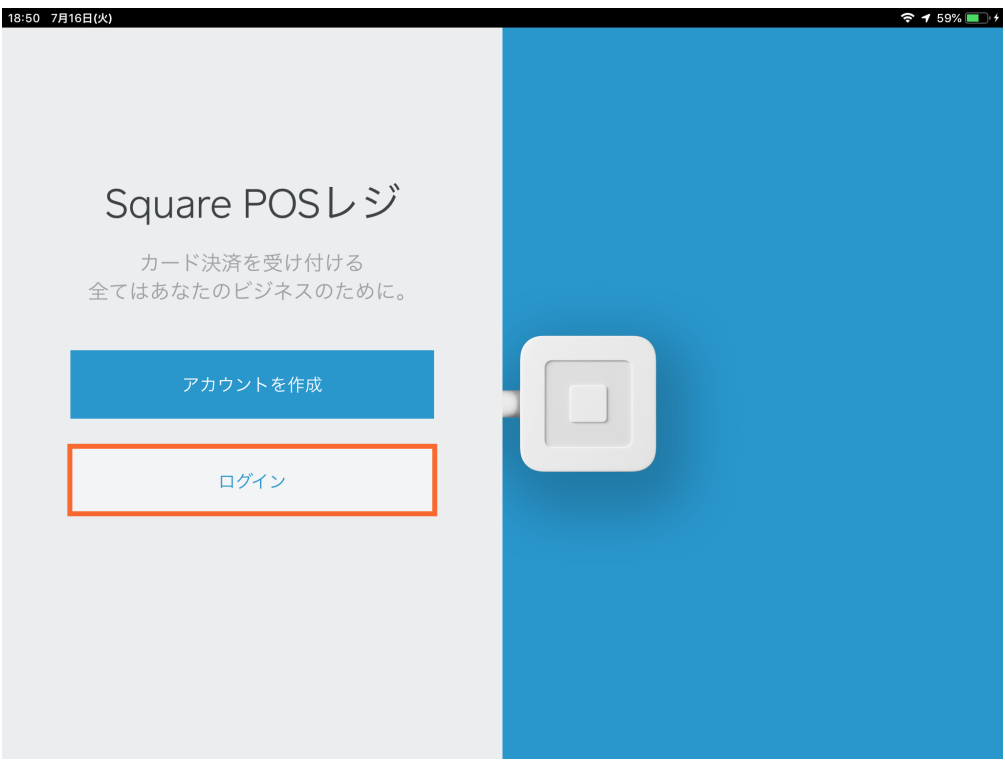 18:50 7月16日(火)
59%
Square POSレジ
カード決済を受け付ける
全てはあなたのビジネスのために。
アカウントを作成
ログイン